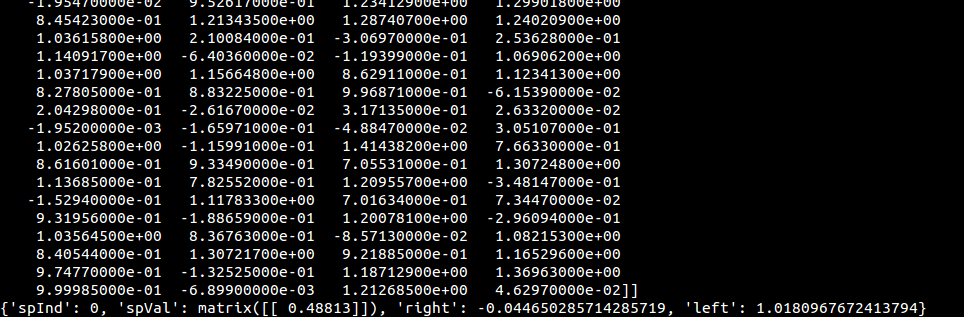 -1.95470000e-02 9.52617000e-01 1.23412900e+00 1.29901800e+00
8.45423000e-01 1.21343500e+00 1.28740700e+00 1.24020900e+00
1.03615800e+00 2.10084000e-01 -3.06970000e-01 2.53628000e-01
1.14091700e+00 -6.40360000e-02 -1.19399000e-01 1.06906200e+00
1.03717900e+00 1.15664800e+00 8.62911000e-01 1.12341300e+00
8.27805000e-01 8.83225000e-01 9.96871000e-01 -6.15390000e-02
2.04298000e-01 -2.61670000e-02 3.17135000e-01 2.63320000e-02
-1.95200000e-03 -1.65971000e-01 -4.88470000e-02 3.05107000e-01
1.02625800e+00 -1.15991000e-01 1.41438200e+00 7.66330000e-01
8.61601000e-01 9.33490000e-01 7.05531000e-01 1.30724800e+00
1.13685000e-01 7.82552000e-01 1.20955700e+00 -3.48147000e-01
-1.52940000e-01 1.11783300e+00 7.01634000e-01 7.34470000e-02
9.31956000e-01 -1.88659000e-01 1.20078100e+00 -2.96094000e-01
1.03564500e+00 8.36763000e-01 -8.57130000e-02 1.08215300e+00
8.40544000e-01 1.30721700e+00 9.21885000e-01 1.16529600e+00
9.74770000e-01 -1.32525000e-01 1.18712900e+00 1.36963000e+00
9.99985000e-01 -6.89900000e-03 1.21268500e+00 4.62970000e-02]]
{'spInd': 0, 'spVal': matrix([[ 0.48813]]), 'right': -0.044650285714285719, 'left': 1.0180967672413794}